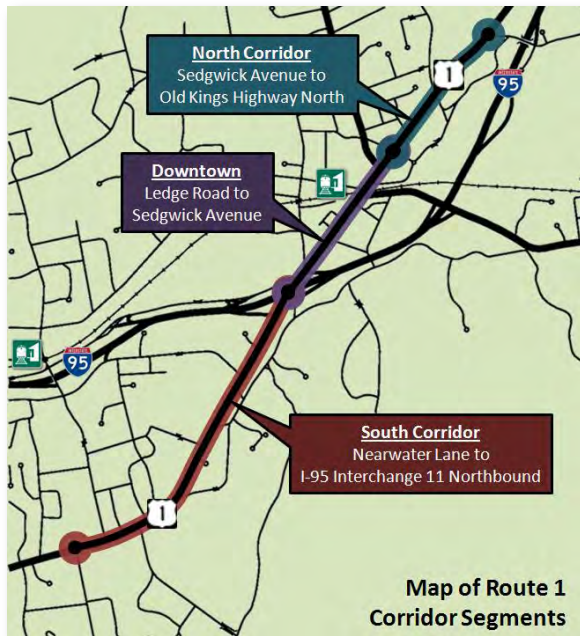 North Corridor
Sedgwick Avenue to
Old Kings Highway North
1
95
Downtown
Ledge Road to
Sedgwick Avenue
95
South Corridor
Nearwater Lane to
I-95 Interchange 11 Northbound
1
Map of Route 1
Corridor Segments